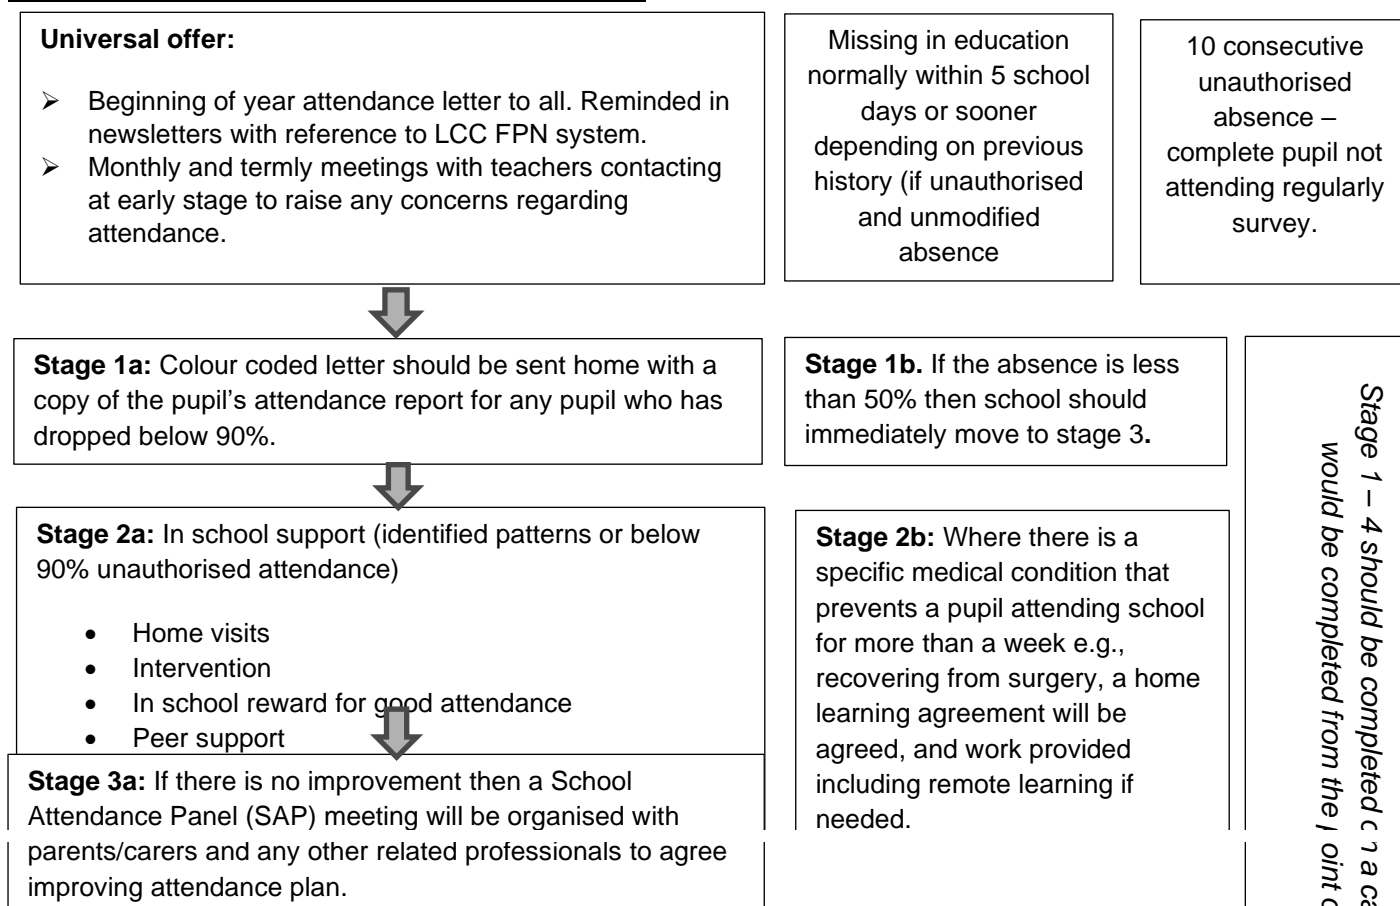 Universal offer:
➢ Beginning of year attendance letter to all. Reminded in
newsletters with reference to LCC FPN system.
➢ Monthly and termly meetings with teachers contacting
at early stage to raise any concerns regarding
attendance.
Missing in education
normally within 5 school
days or sooner
depending on previous
history (if unauthorised
and unmodified
absence
10 consecutive
unauthorised
absence –
complete pupil not
attending regularly
survey.
Stage 1a: Colour coded letter should be sent home with a
copy of the pupil's attendance report for any pupil who has
dropped below 90%.
Stage 1b. If the absence is less
than 50% then school should
immediately move to stage 3.
Stage 2a: In school support (identified patterns or below
90% unauthorised attendance)
• Home visits
• Intervention
• In school reward for good attendance
• Peer support
Stage 2b: Where there is a
specific medical condition that
prevents a pupil attending school
for more than a week e.g.,
recovering from surgery, a home
learning agreement will be
agreed, and work provided
including remote learning if
needed.
Stage 3a: If there is no improvement then a School
Attendance Panel (SAP) meeting will be organised with
parents/carers and any other related professionals to agree
improving attendance plan.
Stage 1 – 4 should be completed on a
would be completed from the point